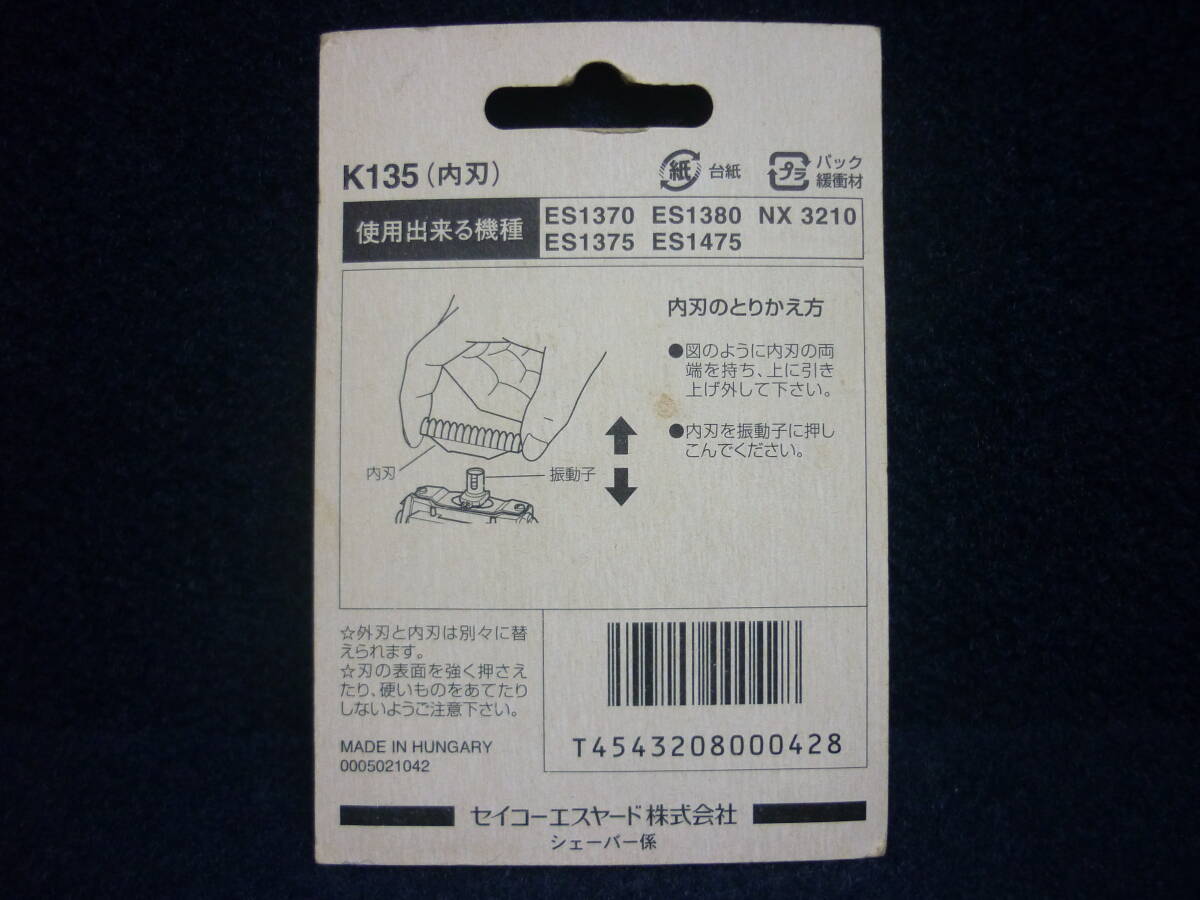 K135（内刃）
紙 台紙
プラ パック
緩衝材
使用出来る機種
ES1370 ES1380 NX 3210
ES1375 ES1475
内刃のとりかえ方
●図のように内刃の両
端を持ち、上に引き
上げ外して下さい。
●内刃を振動子に押し
こんでください。
内刃
振動子
☆外刃と内刃は別々に替
えられます。
☆刃の表面を強く押さえ
たり、硬いものをあてたり
しないようご注意下さい。
MADE IN HUNGARY
0005021042
T4543208000428
セイコーエスヤード株式会社
シェーバー係